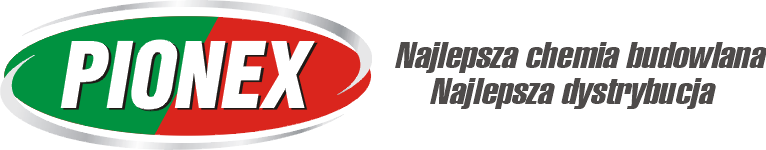 PIONEX
Najlepsza chemia budowlana
Najlepsza dystrybucja